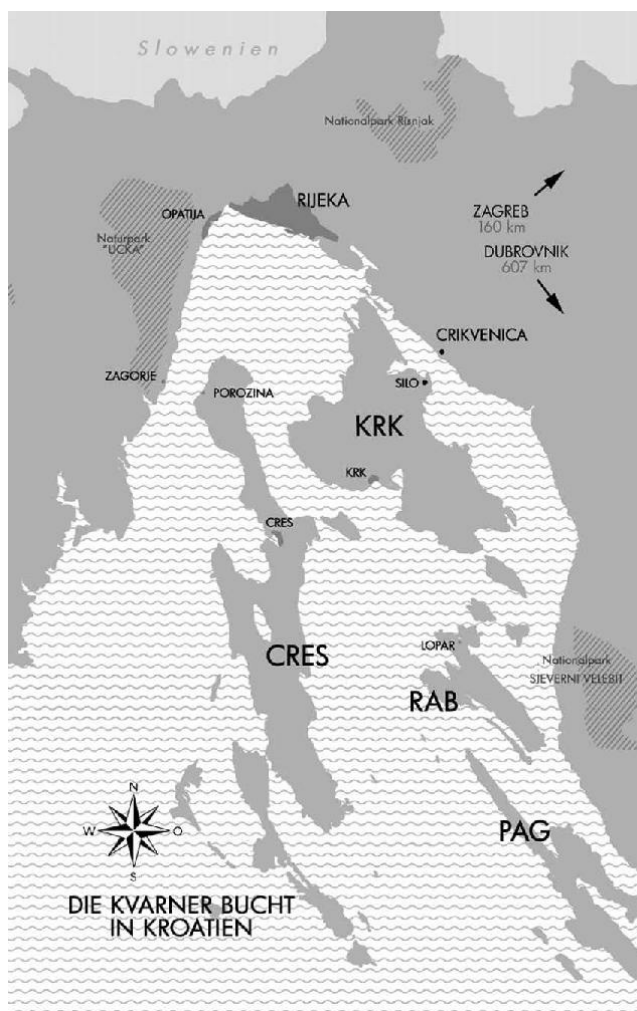 Slowenien
Nationalpark Risnjak
RIJEKA
OPATIJA
ZAGREB
160 km
Naturpark
"UCKA"
DUBROVNIK
607 km
CRIKVENICA
ZAGORJE
SILO
POROZINA
KRK
KRK
CRES
LOPAR
CRES
Nationalpark
SJEVERNI VELEBIT
RAB
N
W
O
S
PAG
DIE KVARNER BUCHT
IN KROATIEN